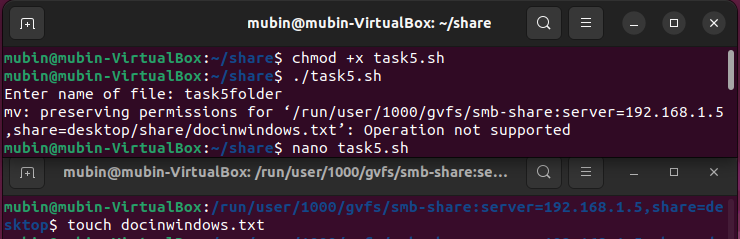 mubin@mubin-VirtualBox: ~/share
mubin@mubin-VirtualBox:~/share$ chmod +x task5.sh
mubin@mubin-VirtualBox:~/share$ ./task5.sh
Enter name of file: task5folder
mv: preserving permissions for ‘/run/user/1000/gvfs/smb-share:server=192.168.1.5
,share=desktop/share/docinwindows.txt’: Operation not supported
mubin@mubin-VirtualBox:~/share$ nano task5.sh
mubin@mubin-VirtualBox: /run/user/1000/gvfs/smb-share:se...
mubin@mubin-VirtualBox:/run/user/1000/gvfs/smb-share:server=192.168.1.5,share=de
sktop$ touch docinwindows.txt